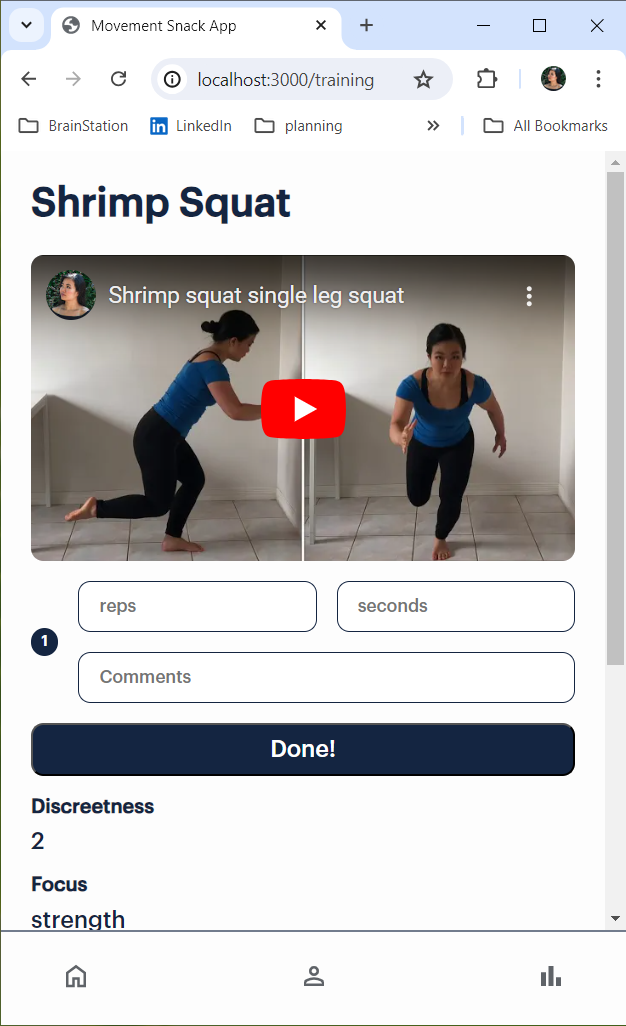 Movement Snack App
localhost:3000/training
BrainStation LinkedIn planning All Bookmarks
Shrimp Squat
Shrimp squat single leg squat
reps seconds
1
Comments
Done!
Discreetness
2
Focus
strength